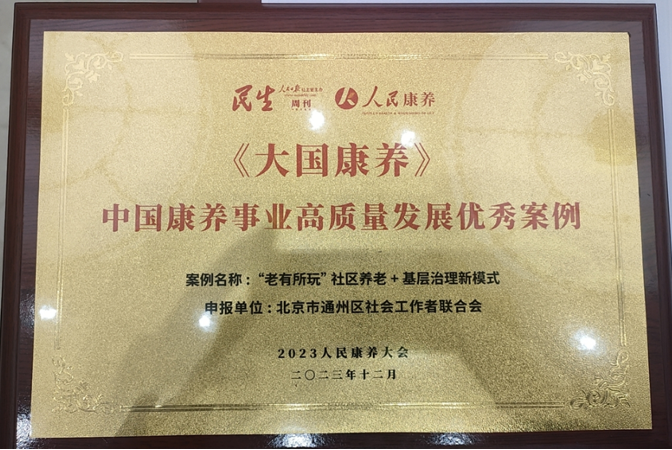 民生 周刊 人民康养
《大国康养》
中国康养事业高质量发展优秀案例
案例名称：“老有所玩”社区养老+基层治理新模式
申报单位：北京市通州区社会工作者联合会
2023人民康养大会
二〇二三年十二月